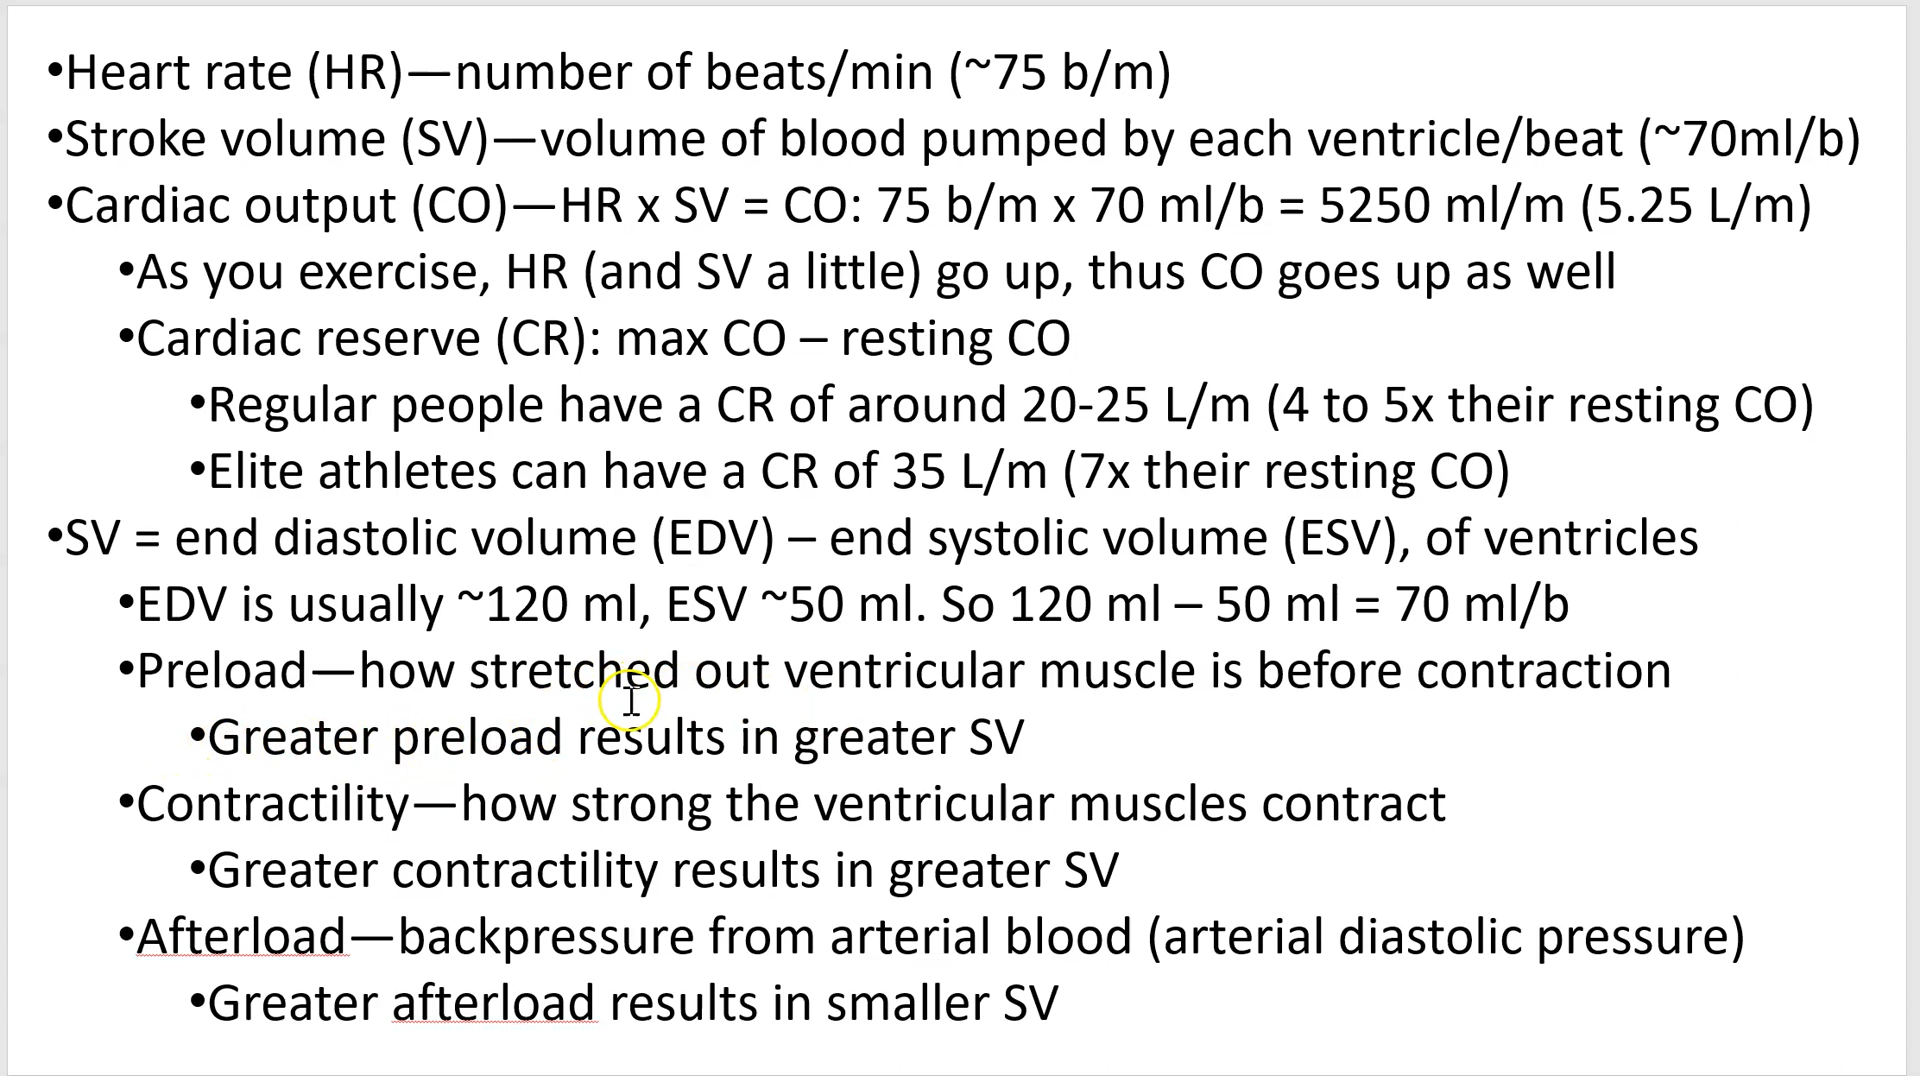 •Heart rate (HR)—number of beats/min (~75 b/m)
•Stroke volume (SV)—volume of blood pumped by each ventricle/beat (~70ml/b)
•Cardiac output (CO)—HR x SV = CO: 75 b/m x 70 ml/b = 5250 ml/m (5.25 L/m)
•As you exercise, HR (and SV a little) go up, thus CO goes up as well
•Cardiac reserve (CR): max CO – resting CO
•Regular people have a CR of around 20-25 L/m (4 to 5x their resting CO)
•Elite athletes can have a CR of 35 L/m (7x their resting CO)
•SV = end diastolic volume (EDV) – end systolic volume (ESV), of ventricles
•EDV is usually ~120 ml, ESV ~50 ml. So 120 ml – 50 ml = 70 ml/b
•Preload—how stretched out ventricular muscle is before contraction
•Greater preload results in greater SV
•Contractility—how strong the ventricular muscles contract
•Greater contractility results in greater SV
•Afterload—backpressure from arterial blood (arterial diastolic pressure)
•Greater afterload results in smaller SV